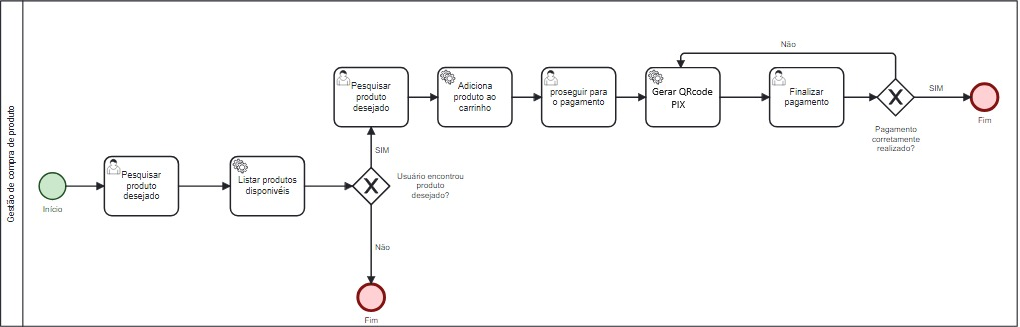 Gestão de compra de produto
Não
Pesquisar
produto
desejado
Adiciona
produto ao
carrinho
proseguir para
o pagamento
Gerar QRcode
PIX
Finalizar
pagamento
SIM
Fim
Pagamento
corretamente
realizado?
SIM
Pesquisar
produto
desejado
Listar produtos
disponivéis
Usuário encontrou
produto
desejado?
Início
Não
Fim